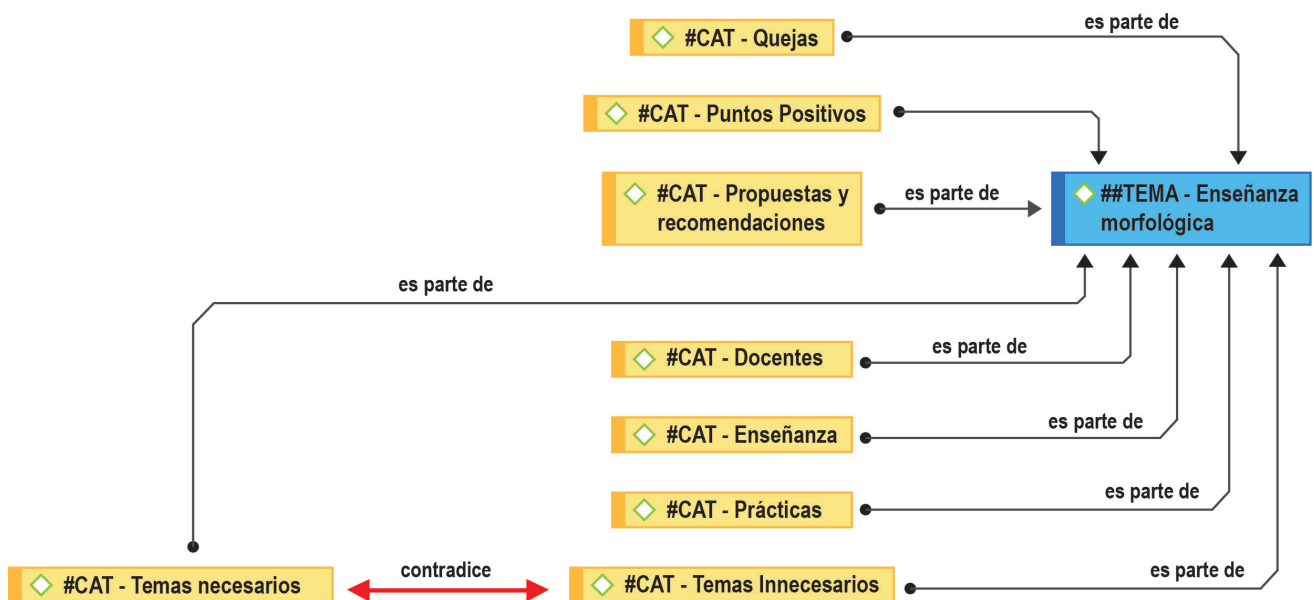 es parte de
#CAT - Quejas
#CAT - Puntos Positivos
#CAT - Propuestas y
recomendaciones
es parte de
##TEMA - Enseñanza
morfológica
es parte de
#CAT - Docentes
es parte de
#CAT - Enseñanza
es parte de
#CAT - Prácticas
es parte de
#CAT - Temas necesarios
contradice
#CAT - Temas Innecesarios
es parte de